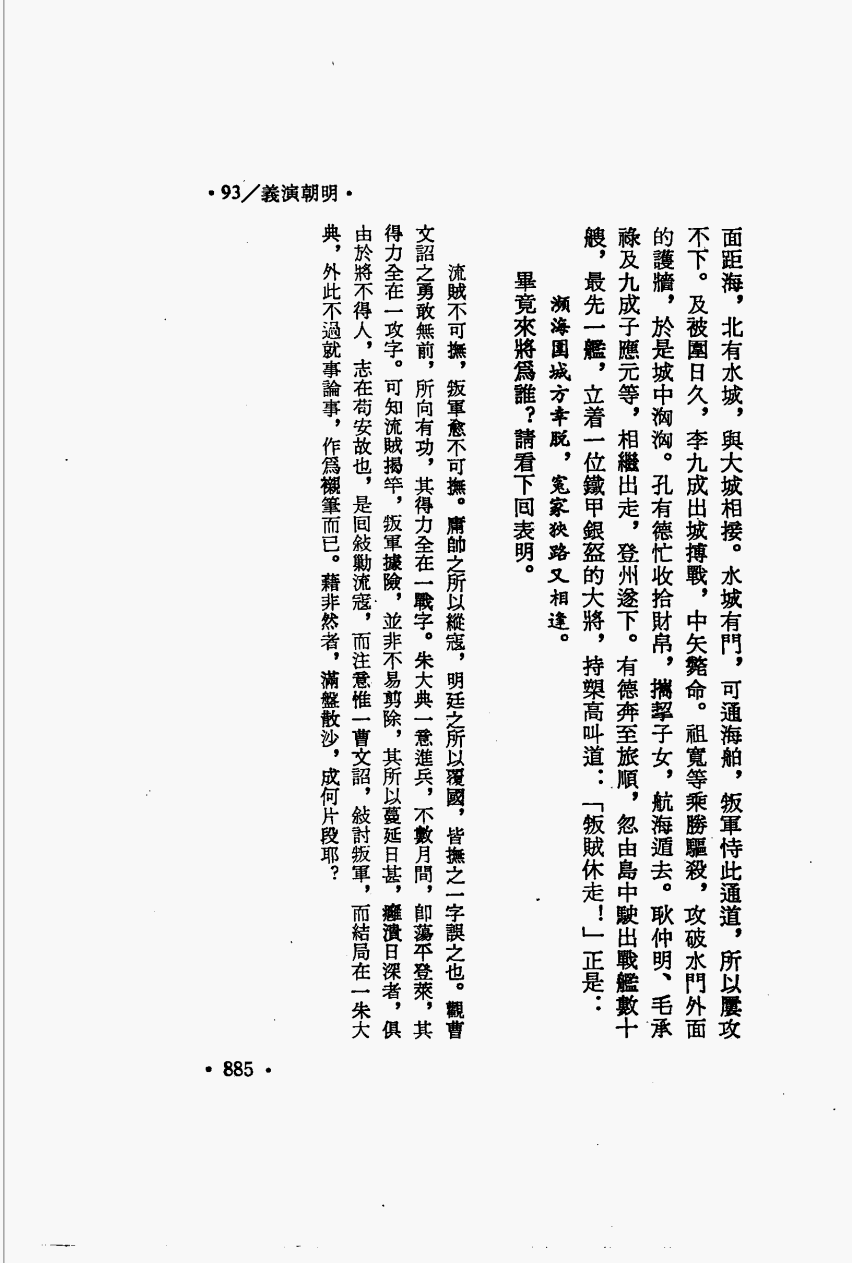 •93／義演朝明•
面距海，北有水城，與大城相接。水城有門，可通海舶，叛軍恃此通道，所以屢攻
不下。及被圍日久，李九成出城搏戰，中矢斃命。祖寬等乘勝驅殺，攻破水門外面
的護牆，於是城中洶洶。孔有德忙收拾財帛，攜挈子女，航海遁去。耿仲明、毛承
祿及九成子應元等，相繼出走，登州遂下。有德奔至旅順，忽由島中駛出戰艦數十
艘，最先一艦，立着一位鐵甲銀盔的大將，持槊高叫道：「叛賊休走！」正是：
瀕海圍城方幸脫，冤家狹路又相逢。
畢竟來將爲誰？請看下回表明。
流賊不可撫，叛軍愈不可撫。庸帥之所以縱寇，明廷之所以覆國，皆撫之一字誤之也。觀曹
文詔之勇敢無前，所向有功，其得力全在一戰字。朱大典一意進兵，不數月間，卽蕩平登萊，其
得力全在一攻字。可知流賊揭竿，叛軍據險，並非不易剪除，其所以蔓延日甚，癰潰日深者，俱
由於將不得人，志在苟安故也，是回敍勦流寇，而注意惟一曹文詔，敍討叛軍，而結局在一朱大
典，外此不過就事論事，作爲襯筆而已。藉非然者，滿盤散沙，成何片段耶？
•885•